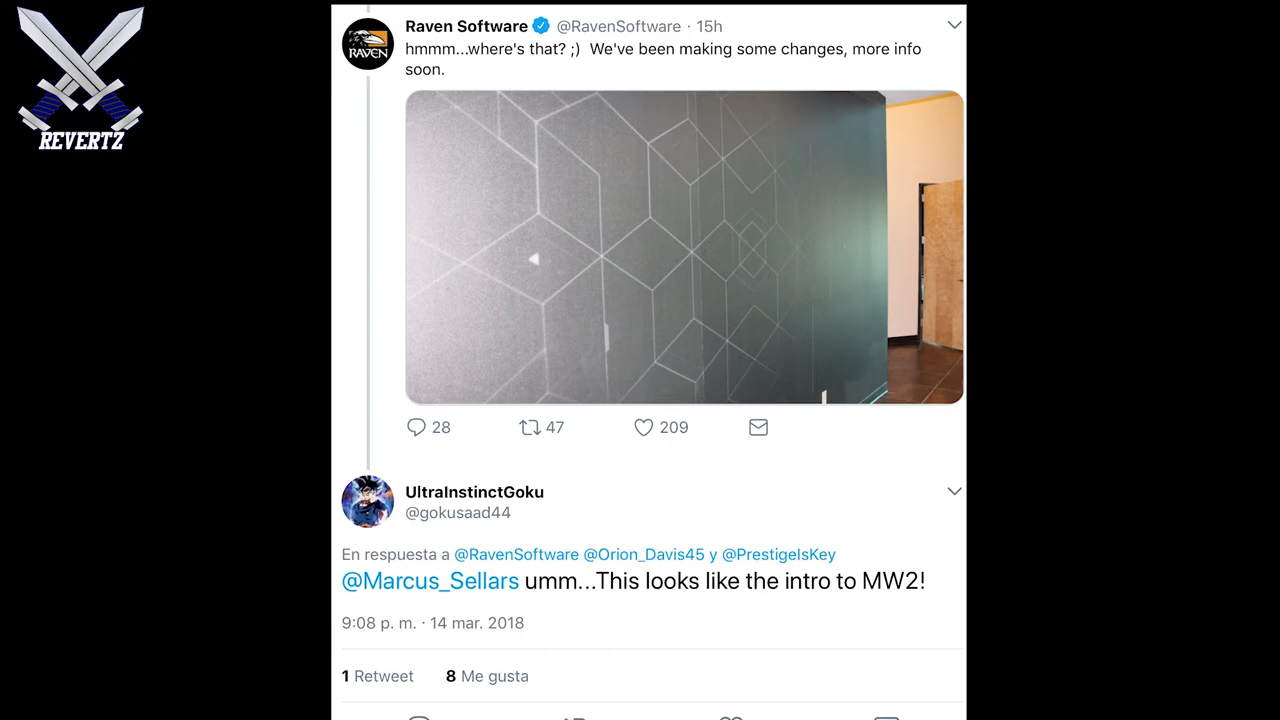 REVERTZ
RAVEN
Raven Software @RavenSoftware · 15h
hmmm...where's that? ;) We've been making some changes, more info
soon.
28 47 209
UltraInstinctGoku
@gokusaad44
En respuesta a @RavenSoftware @Orion_Davis45 y @PrestigeIsKey
@Marcus_Sellars umm...This looks like the intro to MW2!
9:08 p. m. · 14 mar. 2018
1 Retweet 8 Me gusta